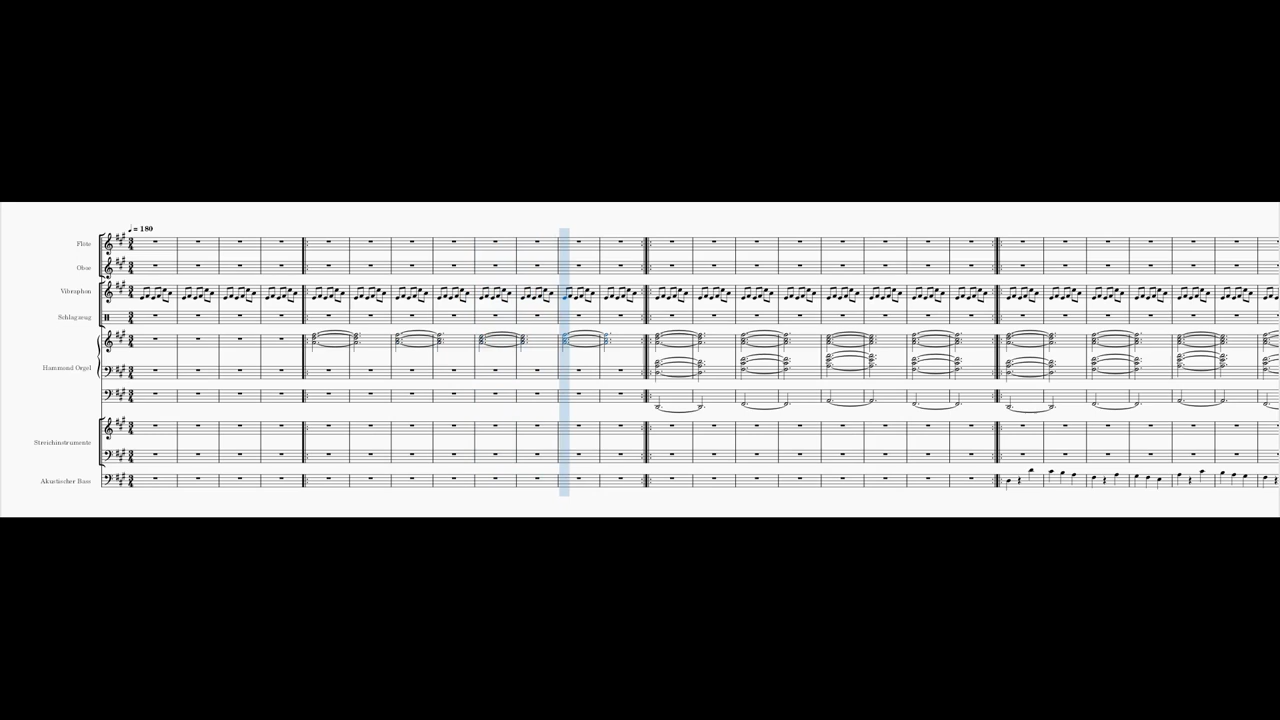 ♩ = 180
Flöte
Oboe
Vibraphon
Schlagzeug
Hammond Orgel
Streichinstrumente
Akustischer Bass